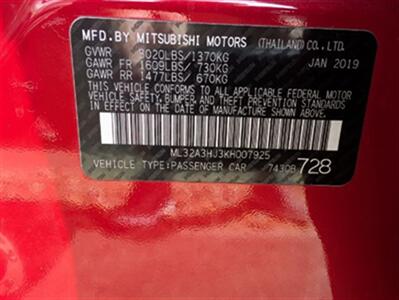 MFD.BY MITSUBISHI MOTORS (THAILAND) CO., LTD.
GVWR 3020LBS/1370KG JAN 2019
GAWR FR 1609LBS/ 730KG
GAWR RR 1477LBS/ 670KG
THIS VEHICLE CONFORMS TO ALL APPLICABLE FEDERAL MOTOR
VEHICLE SAFETY, BUMPER, AND THEFT PREVENTION STANDARDS
IN EFFECT ON THE DATE OF MANUFACTURE SHOWN ABOVE.
ML32A3HJ3KH007925
VEHICLE TYPE:PASSENGER CAR 7430B 728